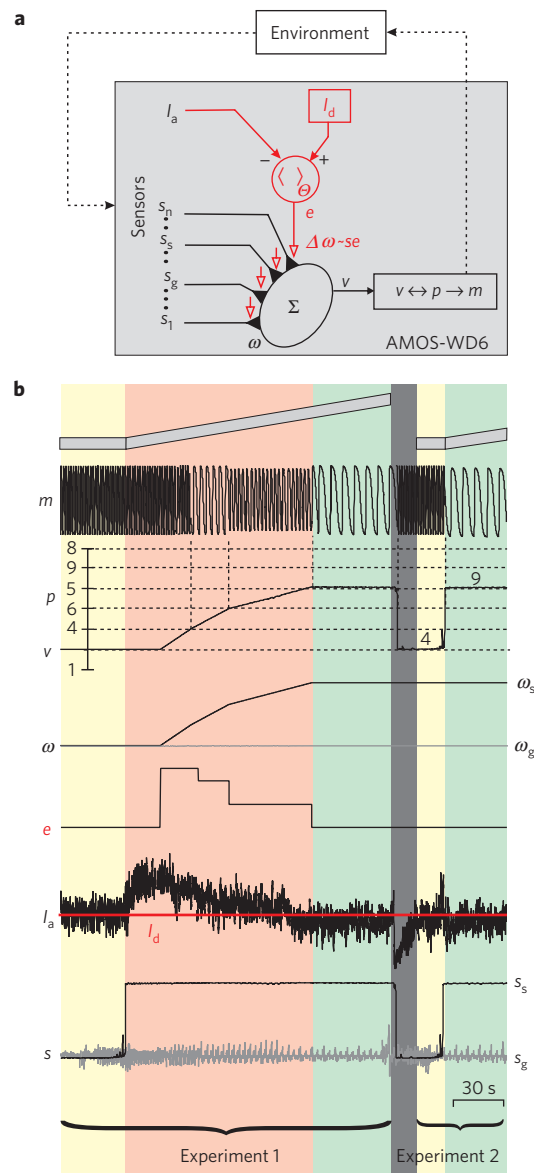 a
Environment
I_a
I_d
− +
⟨ ⟩_Θ
e
Δω~se
Sensors
s_n
s_s
s_g
s_1
ω
Σ
v
v ↔ p → m
AMOS-WD6
b
m
8
9
p
5
9
6
4
4
v
1
ω_s
ω
ω_g
e
I_a
I_d
s_s
s
s_g
30 s
Experiment 1
Experiment 2